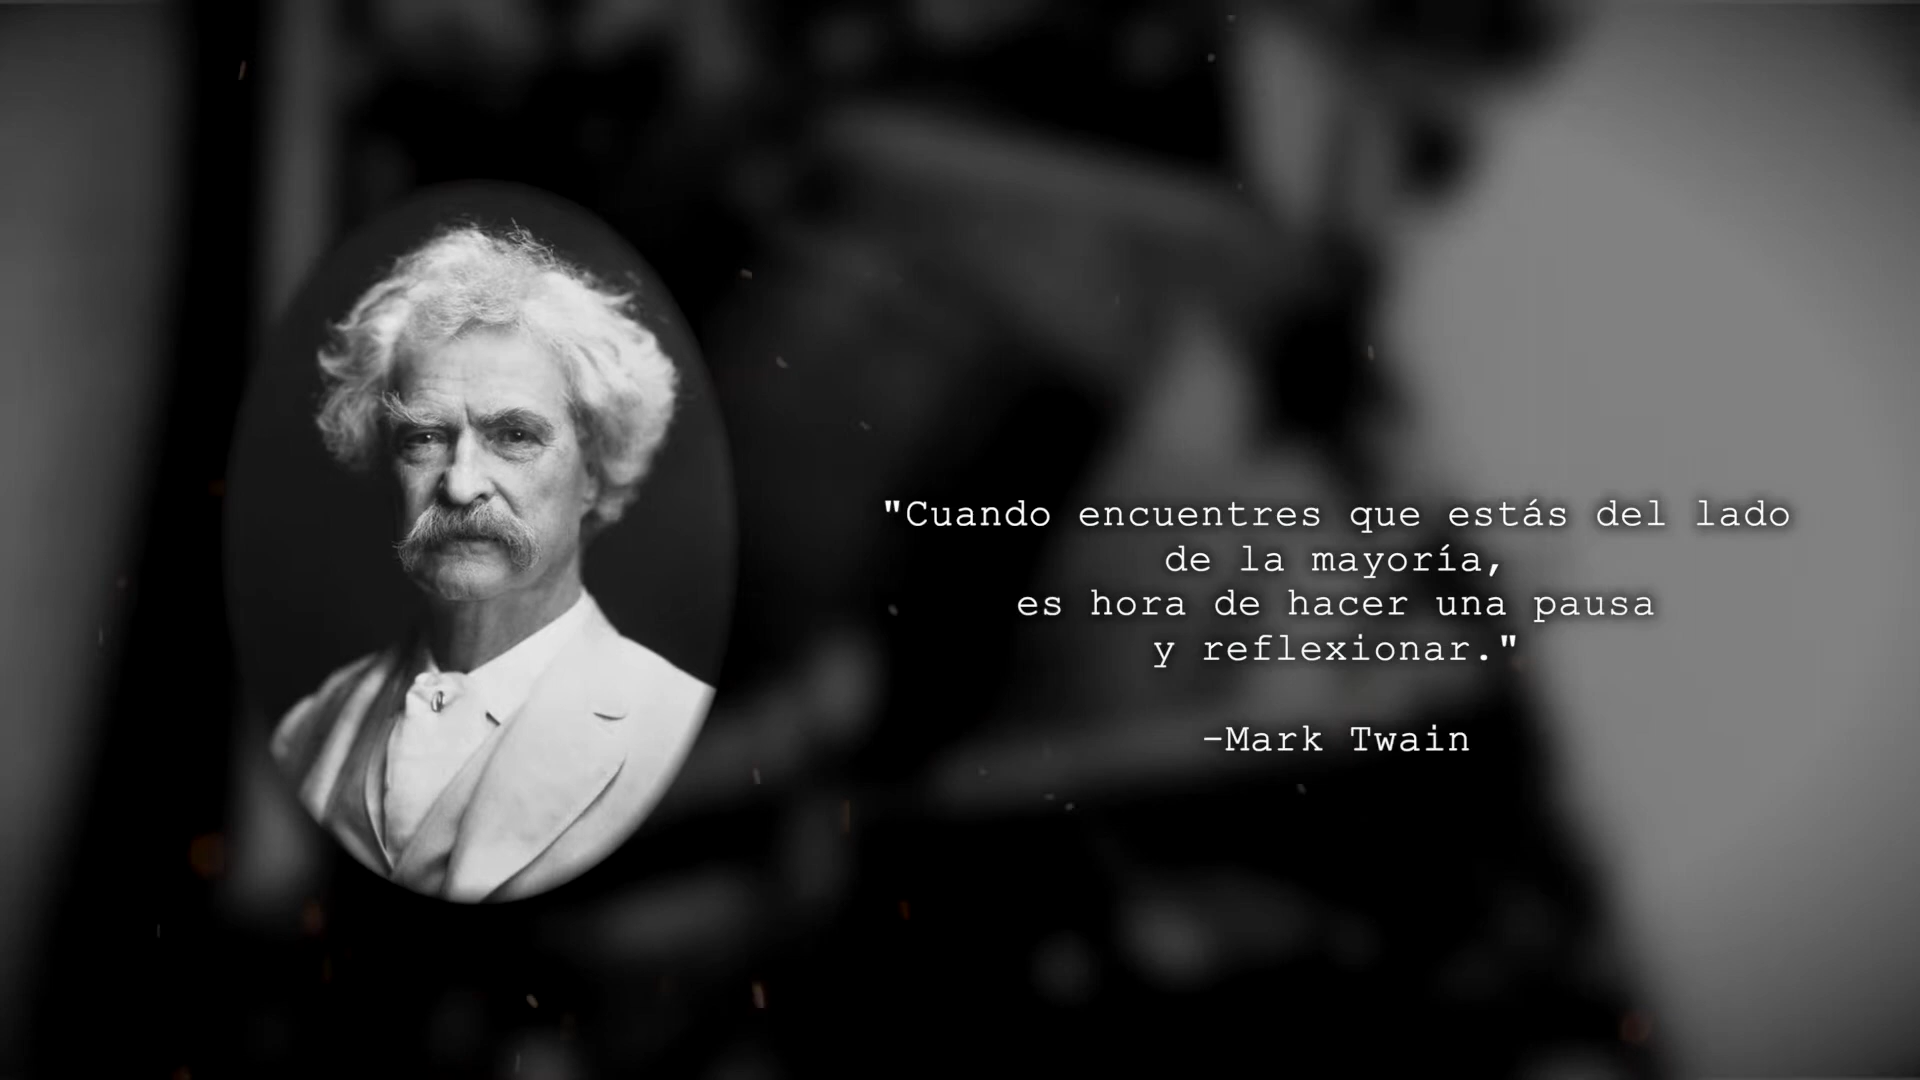 "Cuando encuentres que estás del lado
de la mayoría,
es hora de hacer una pausa
y reflexionar."
-Mark Twain